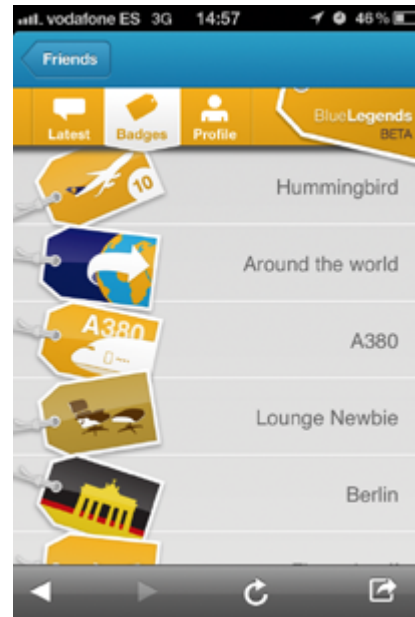 vodafone ES 3G 14:57 46%
Friends
Latest Badges Profile
BlueLegends
BETA
10
Hummingbird
Around the world
A380
A380
Lounge Newbie
Berlin